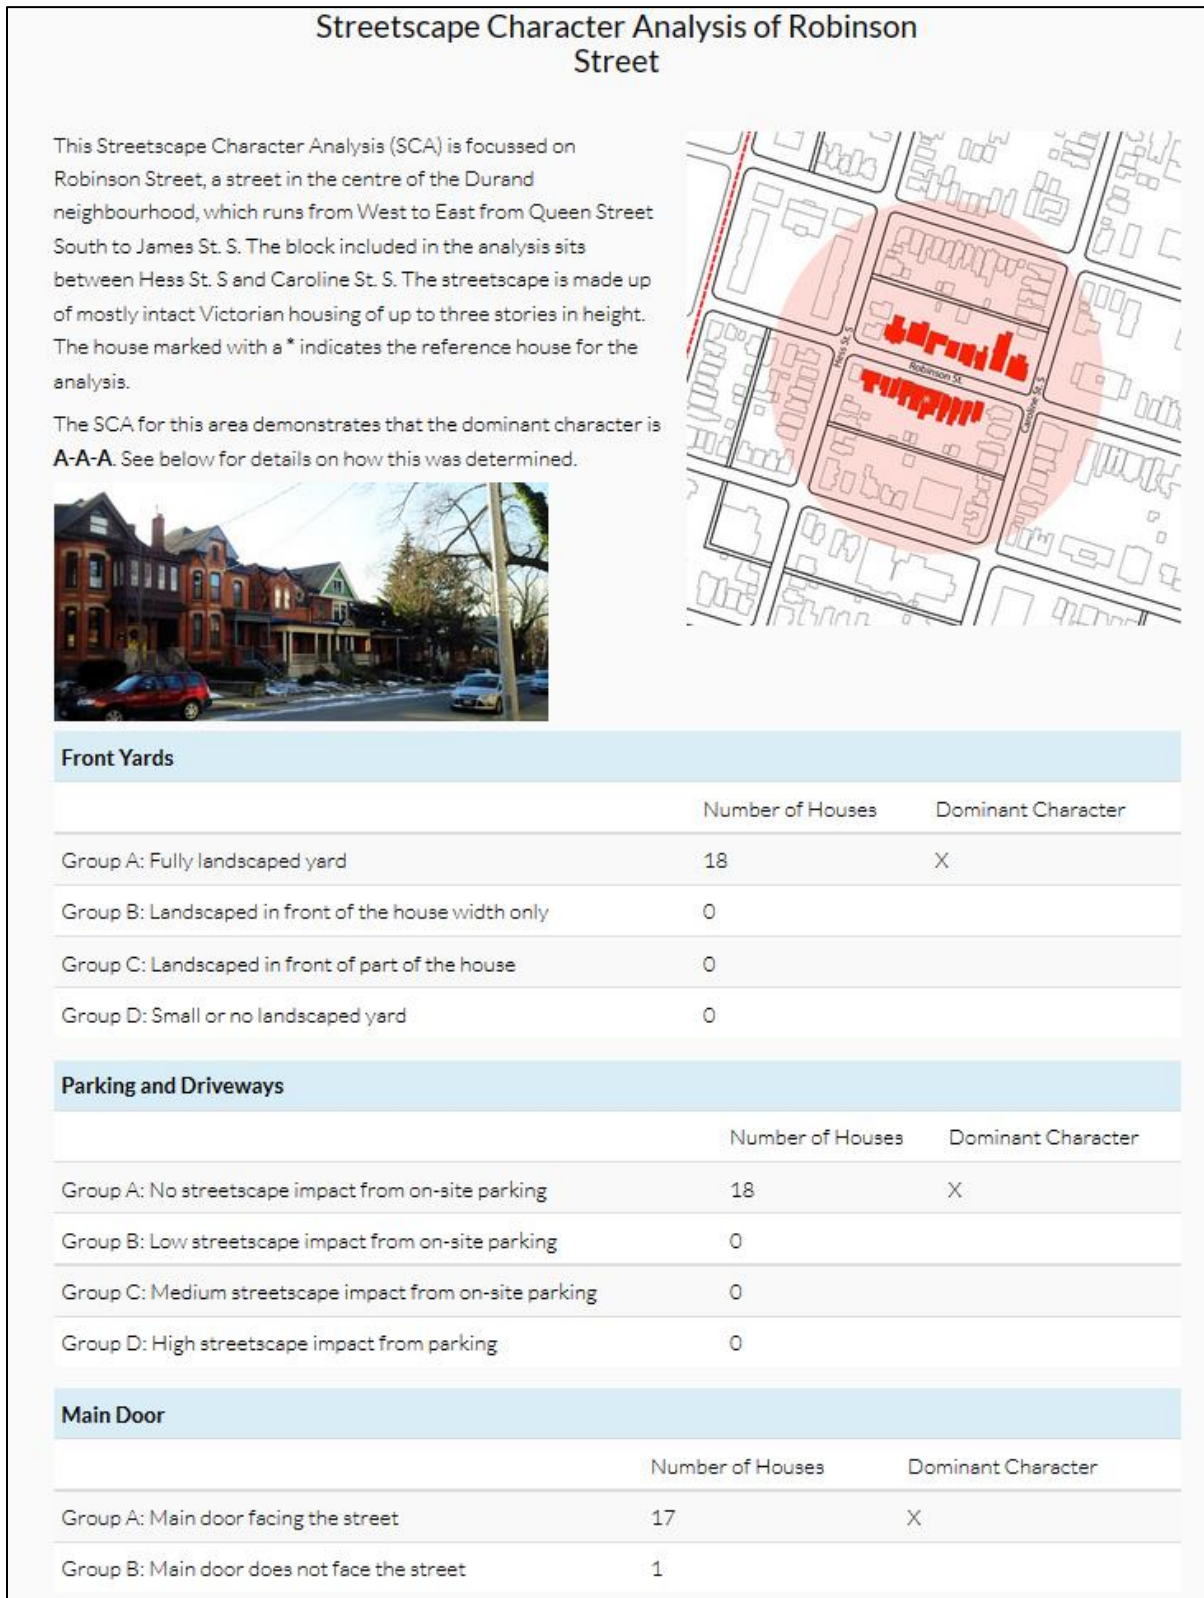 Streetscape Character Analysis of Robinson
Street
This Streetscape Character Analysis (SCA) is focussed on
Robinson Street, a street in the centre of the Durand
neighbourhood, which runs from West to East from Queen Street
South to James St. S. The block included in the analysis sits
between Hess St. S and Caroline St. S. The streetscape is made up
of mostly intact Victorian housing of up to three stories in height.
The house marked with a * indicates the reference house for the
analysis.
The SCA for this area demonstrates that the dominant character is
A-A-A. See below for details on how this was determined.
Hess St. S
Robinson St.
Caroline St. S
Front Yards
Number of Houses Dominant Character
Group A: Fully landscaped yard 18 X
Group B: Landscaped in front of the house width only 0
Group C: Landscaped in front of part of the house 0
Group D: Small or no landscaped yard 0
Parking and Driveways
Number of Houses Dominant Character
Group A: No streetscape impact from on-site parking 18 X
Group B: Low streetscape impact from on-site parking 0
Group C: Medium streetscape impact from on-site parking 0
Group D: High streetscape impact from parking 0
Main Door
Number of Houses Dominant Character
Group A: Main door facing the street 17 X
Group B: Main door does not face the street 1